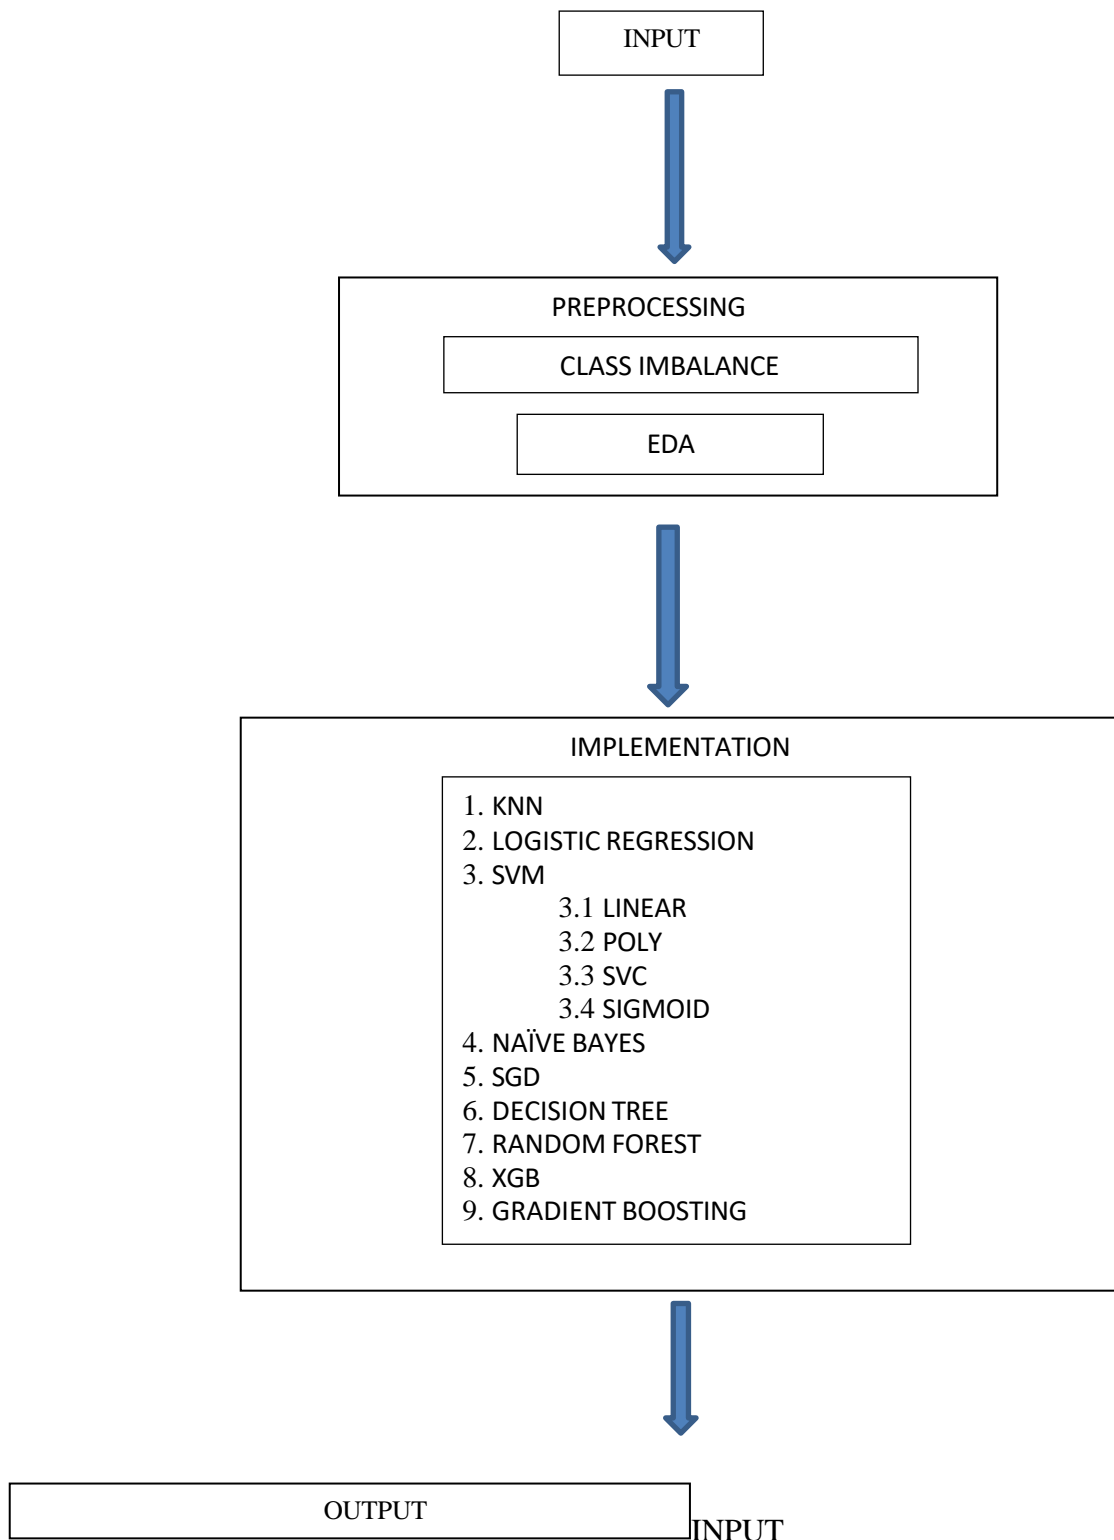 INPUT
PREPROCESSING
CLASS IMBALANCE
EDA
IMPLEMENTATION
1. KNN
2. LOGISTIC REGRESSION
3. SVM
3.1 LINEAR
3.2 POLY
3.3 SVC
3.4 SIGMOID
4. NAÏVE BAYES
5. SGD
6. DECISION TREE
7. RANDOM FOREST
8. XGB
9. GRADIENT BOOSTING
OUTPUT
INPUT